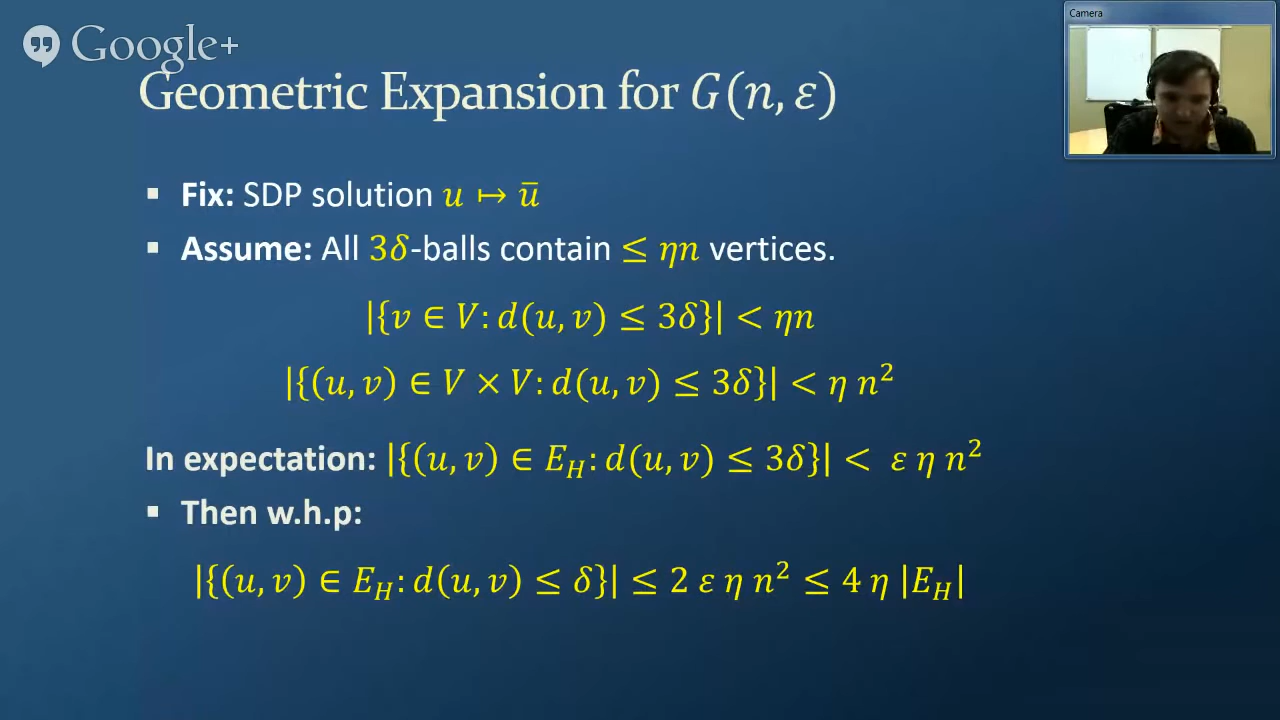 Google+
Camera
Geometric Expansion for G(n, ε)
▪ Fix: SDP solution u ↦ ū
▪ Assume: All 3δ-balls contain ≤ ηn vertices.
|{v ∈ V: d(u, v) ≤ 3δ}| < ηn
|{(u, v) ∈ V × V: d(u, v) ≤ 3δ}| < η n²
In expectation: |{(u, v) ∈ E_H: d(u, v) ≤ 3δ}| < ε η n²
▪ Then w.h.p:
|{(u, v) ∈ E_H: d(u, v) ≤ δ}| ≤ 2 ε η n² ≤ 4 η |E_H|